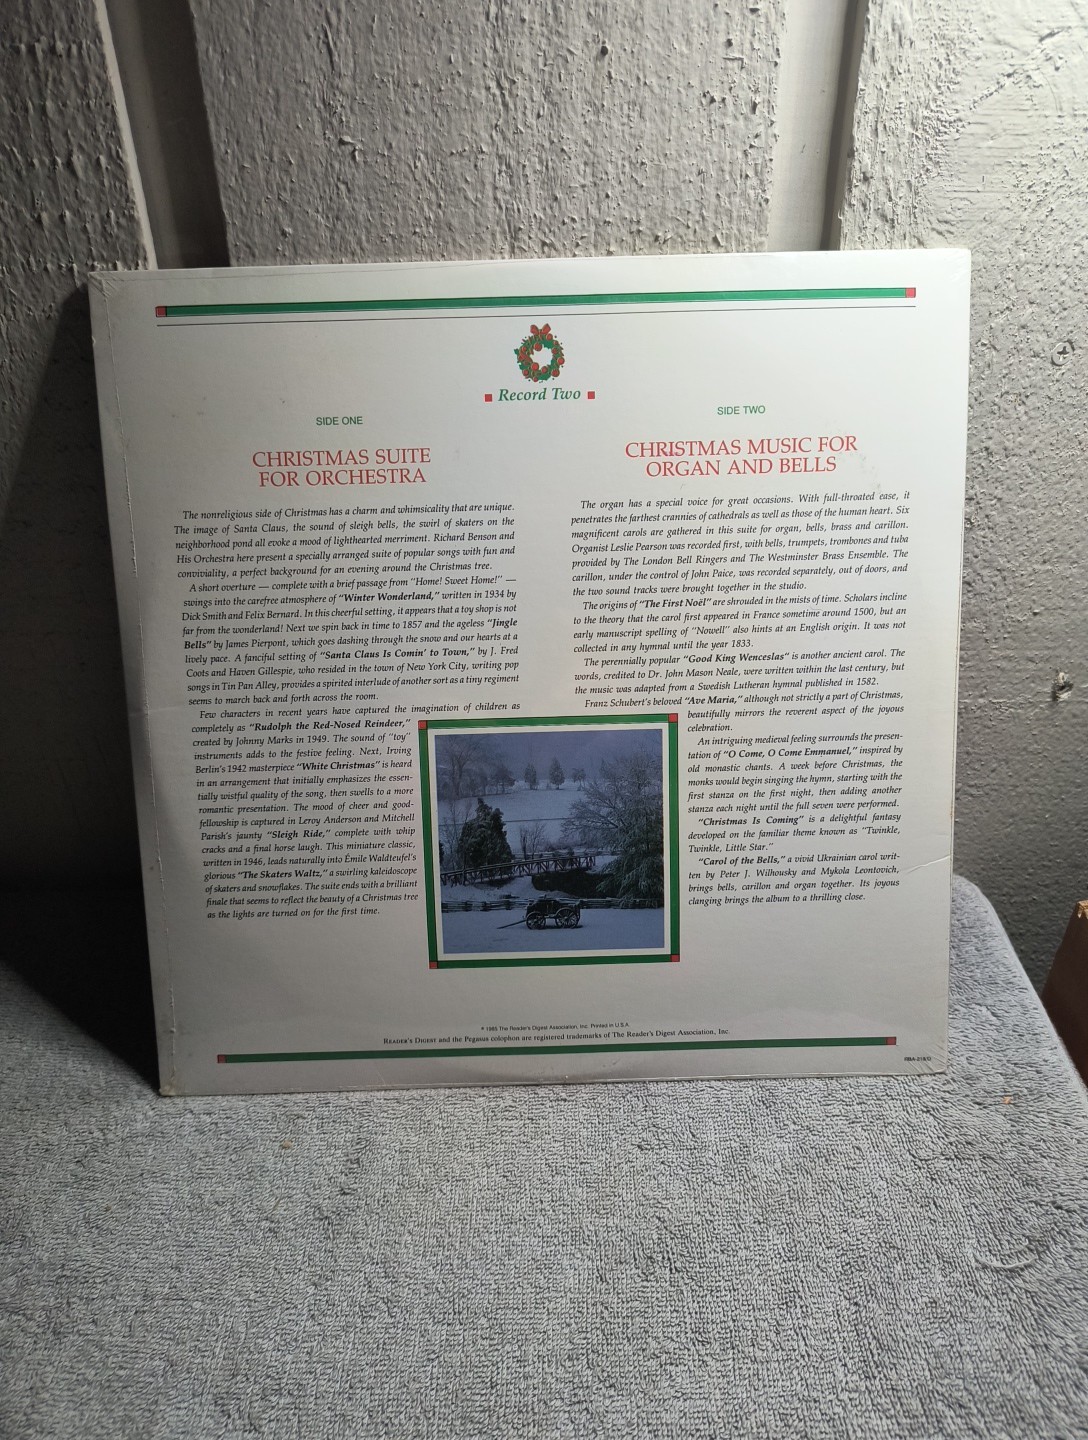 Record Two
SIDE ONE
CHRISTMAS SUITE
FOR ORCHESTRA
The nonreligious side of Christmas has a charm and whimsicality that are unique.
The image of Santa Claus, the sound of sleigh bells, the swirl of skaters on the
neighborhood pond all evoke a mood of lighthearted merriment. Richard Benson and
His Orchestra here present a specially arranged suite of popular songs with fun and
conviviality, a perfect background for an evening around the Christmas tree.
A short overture — complete with a brief passage from "Home! Sweet Home!" —
swings into the carefree atmosphere of "Winter Wonderland," written in 1934 by
Dick Smith and Felix Bernard. In this cheerful setting, it appears that a toy shop is not
far from the wonderland! Next we spin back in time to 1857 and the ageless "Jingle
Bells" by James Pierpont, which goes dashing through the snow and our hearts at a
lively pace. A fanciful setting of "Santa Claus Is Comin' to Town," by J. Fred
Coots and Haven Gillespie, who resided in the town of New York City, writing pop
songs in Tin Pan Alley, provides a spirited interlude of another sort as a tiny regiment
seems to march back and forth across the room.
Few characters in recent years have captured the imagination of children as
completely as "Rudolph the Red-Nosed Reindeer,"
created by Johnny Marks in 1949. The sound of "toy"
instruments adds to the festive feeling. Next, Irving
Berlin's 1942 masterpiece "White Christmas" is heard
in an arrangement that initially emphasizes the essen-
tially wistful quality of the song, then swells to a more
romantic presentation. The mood of cheer and good-
fellowship is captured in Leroy Anderson and Mitchell
Parish's jaunty "Sleigh Ride," complete with whip
cracks and a final horse laugh. This miniature classic,
written in 1946, leads naturally into Émile Waldteufel's
glorious "The Skaters Waltz," a swirling kaleidoscope
of skaters and snowflakes. The suite ends with a brilliant
finale that seems to reflect the beauty of a Christmas tree
as the lights are turned on for the first time.
SIDE TWO
CHRISTMAS MUSIC FOR
ORGAN AND BELLS
The organ has a special voice for great occasions. With full-throated ease, it
penetrates the farthest crannies of cathedrals as well as those of the human heart. Six
magnificent carols are gathered in this suite for organ, bells, brass and carillon.
Organist Leslie Pearson was recorded first, with bells, trumpets, trombones and tuba
provided by The London Bell Ringers and The Westminster Brass Ensemble. The
carillon, under the control of John Paice, was recorded separately, out of doors, and
the two sound tracks were brought together in the studio.
The origins of "The First Noël" are shrouded in the mists of time. Scholars incline
to the theory that the carol first appeared in France sometime around 1500, but an
early manuscript spelling of "Nowell" also hints at an English origin. It was not
collected in any hymnal until the year 1833.
The perennially popular "Good King Wenceslas" is another ancient carol. The
words, credited to Dr. John Mason Neale, were written within the last century, but
the music was adapted from a Swedish Lutheran hymnal published in 1582.
Franz Schubert's beloved "Ave Maria," although not strictly a part of Christmas,
beautifully mirrors the reverent aspect of the joyous
celebration.
An intriguing medieval feeling surrounds the presen-
tation of "O Come, O Come Emmanuel," inspired by
old monastic chants. A week before Christmas, the
monks would begin singing the hymn, starting with the
first stanza on the first night, then adding another
stanza each night until the full seven were performed.
"Christmas Is Coming" is a delightful fantasy
developed on the familiar theme known as "Twinkle,
Twinkle, Little Star."
"Carol of the Bells," a vivid Ukrainian carol writ-
ten by Peter J. Wilhousky and Mykola Leontovich,
brings bells, carillon and organ together. Its joyous
clanging brings the album to a thrilling close.
1985 The Reader's Digest Association, Inc. Printed in U.S.A.
READER'S DIGEST and the Pegasus colophon are registered trademarks of The Reader's Digest Association, Inc.